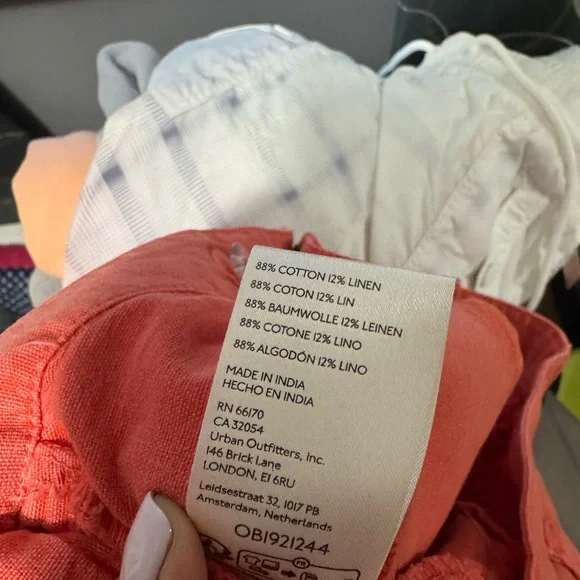 88% COTTON 12% LINEN
88% COTON 12% LIN
88% BAUMWOLLE 12% LEINEN
88% COTONE 12% LINO
88% ALGODÓN 12% LINO
MADE IN INDIA
HECHO EN INDIA
RN 66170
CA 32054
Urban Outfitters, Inc.
146 Brick Lane
LONDON, E1 6RU
Leidsestraat 32, 1017 PB
Amsterdam, Netherlands
OB1921244
FR